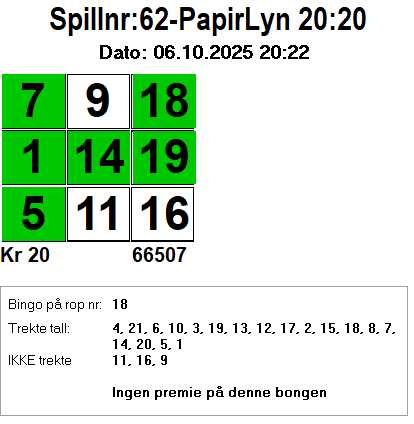 Spillnr:62-PapirLyn 20:20
Dato: 06.10.2025 20:22
7 9 18
1 14 19
5 11 16
Kr 20 66507
Bingo på rop nr: 18
Trekte tall: 4, 21, 6, 10, 3, 19, 13, 12, 17, 2, 15, 18, 8, 7,
14, 20, 5, 1
IKKE trekte 11, 16, 9
Ingen premie på denne bongen